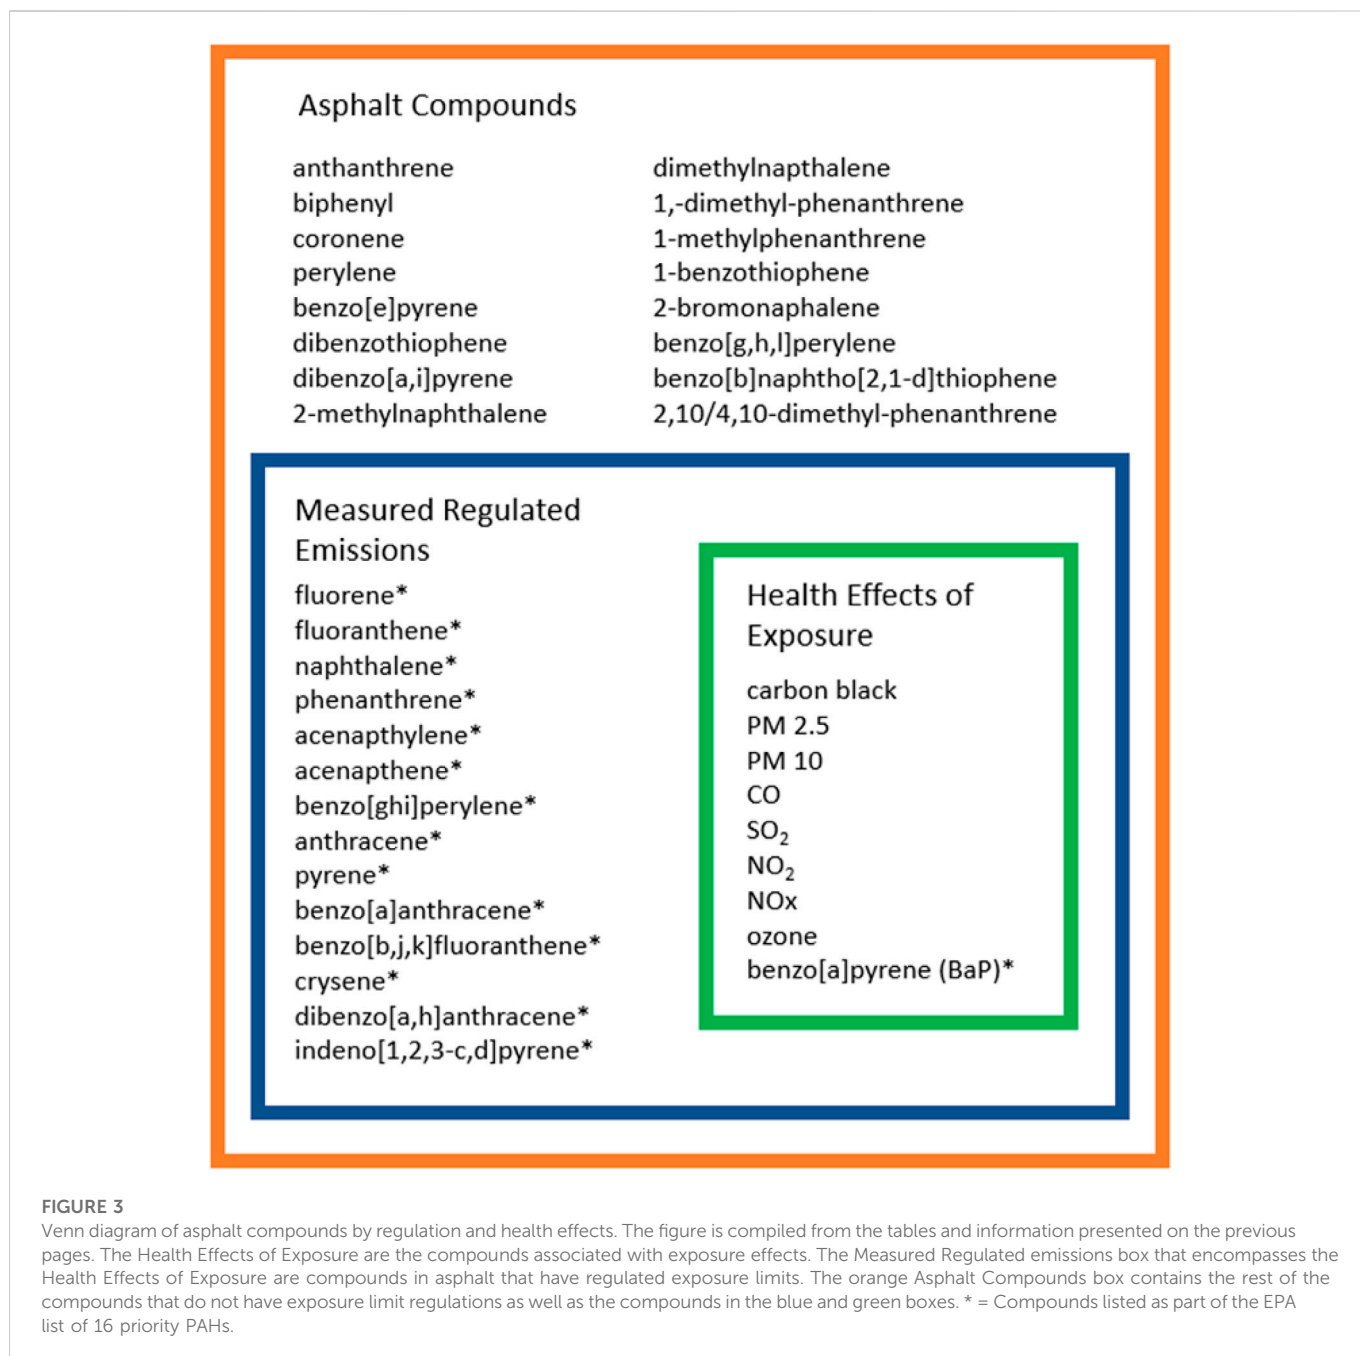 Asphalt Compounds
anthanthrene
biphenyl
coronene
perylene
benzo[e]pyrene
dibenzothiophene
dibenzo[a,i]pyrene
2-methylnaphthalene
dimethylnapthalene
1,-dimethyl-phenanthrene
1-methylphenanthrene
1-benzothiophene
2-bromonaphalene
benzo[g,h,l]perylene
benzo[b]naphtho[2,1-d]thiophene
2,10/4,10-dimethyl-phenanthrene
Measured Regulated
Emissions
fluorene*
fluoranthene*
naphthalene*
phenanthrene*
acenapthylene*
acenapthene*
benzo[ghi]perylene*
anthracene*
pyrene*
benzo[a]anthracene*
benzo[b,j,k]fluoranthene*
crysene*
dibenzo[a,h]anthracene*
indeno[1,2,3-c,d]pyrene*
Health Effects of
Exposure
carbon black
PM 2.5
PM 10
CO
SO₂
NO₂
NOx
ozone
benzo[a]pyrene (BaP)*
FIGURE 3
Venn diagram of asphalt compounds by regulation and health effects. The figure is compiled from the tables and information presented on the previous
pages. The Health Effects of Exposure are the compounds associated with exposure effects. The Measured Regulated emissions box that encompasses the
Health Effects of Exposure are compounds in asphalt that have regulated exposure limits. The orange Asphalt Compounds box contains the rest of the
compounds that do not have exposure limit regulations as well as the compounds in the blue and green boxes. * = Compounds listed as part of the EPA
list of 16 priority PAHs.